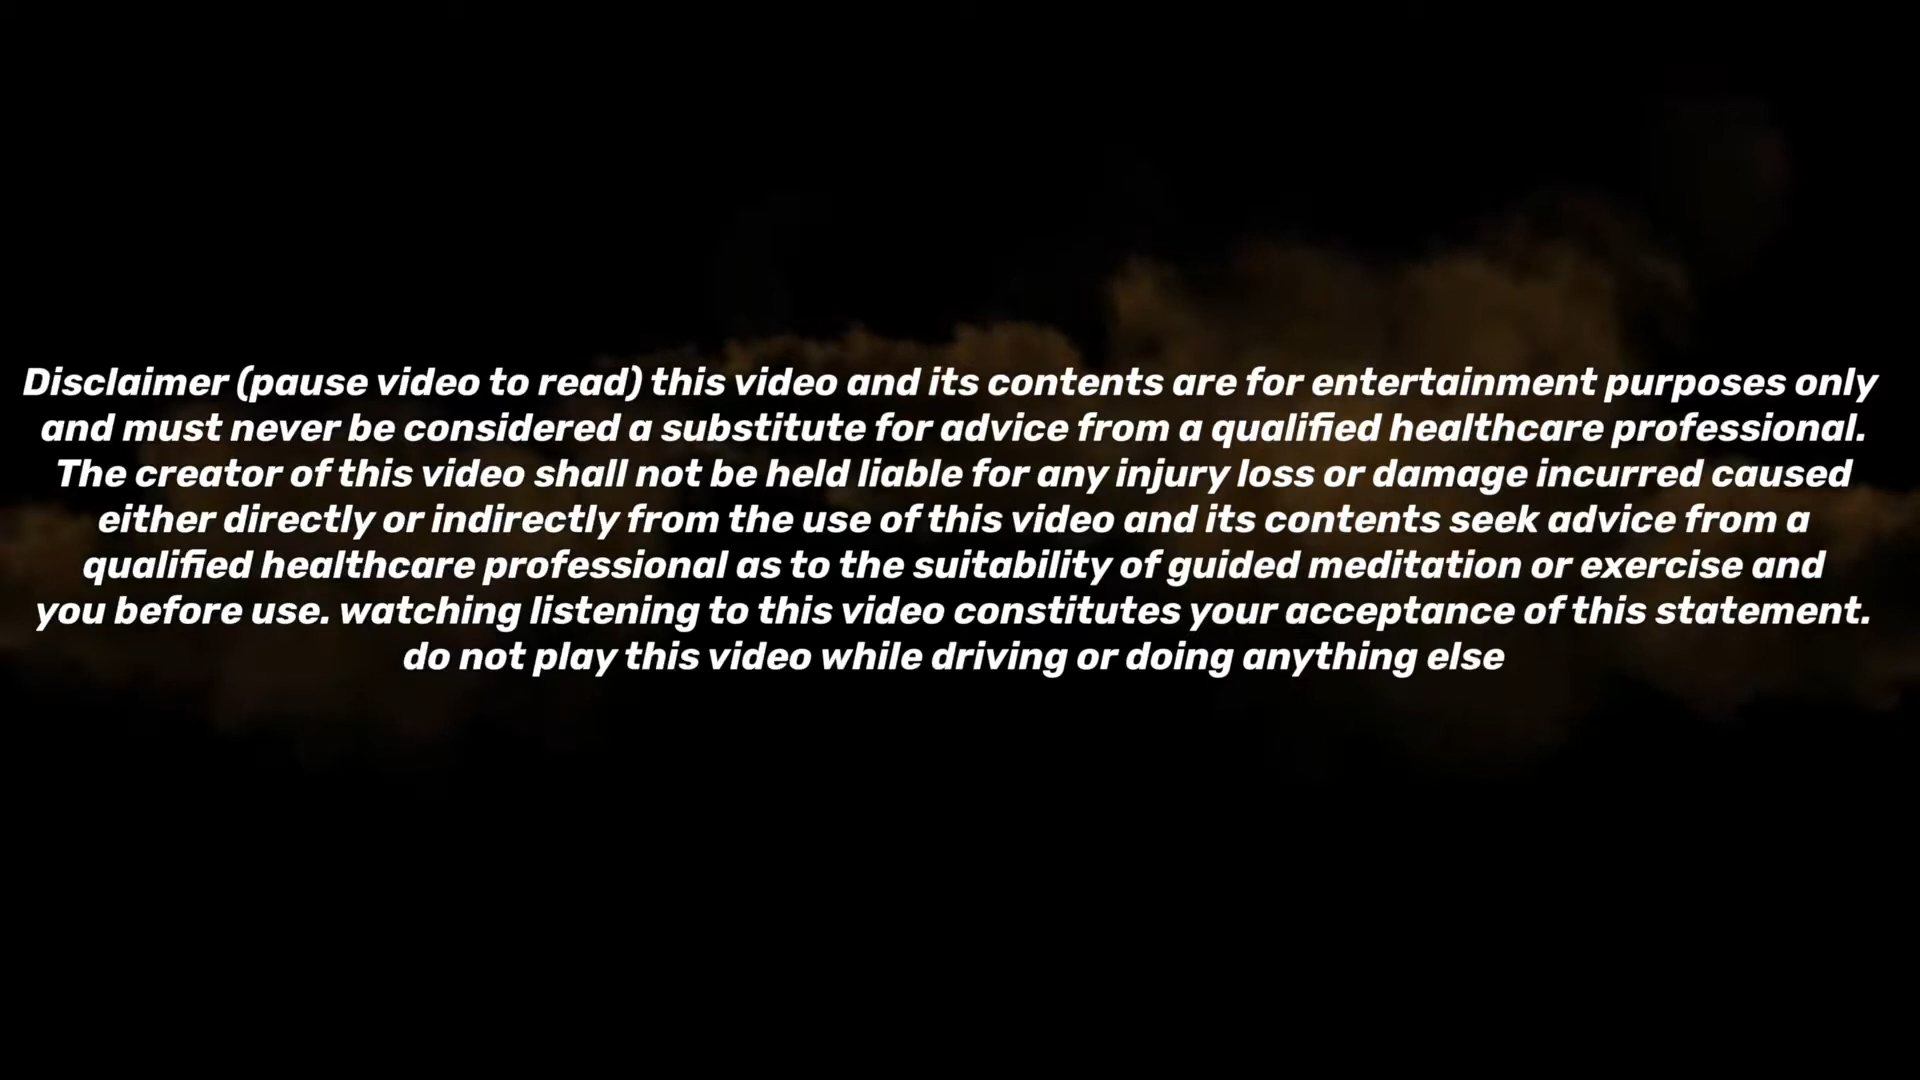 Disclaimer (pause video to read) this video and its contents are for entertainment purposes only
and must never be considered a substitute for advice from a qualified healthcare professional.
The creator of this video shall not be held liable for any injury loss or damage incurred caused
either directly or indirectly from the use of this video and its contents seek advice from a
qualified healthcare professional as to the suitability of guided meditation or exercise and
you before use. watching listening to this video constitutes your acceptance of this statement.
do not play this video while driving or doing anything else